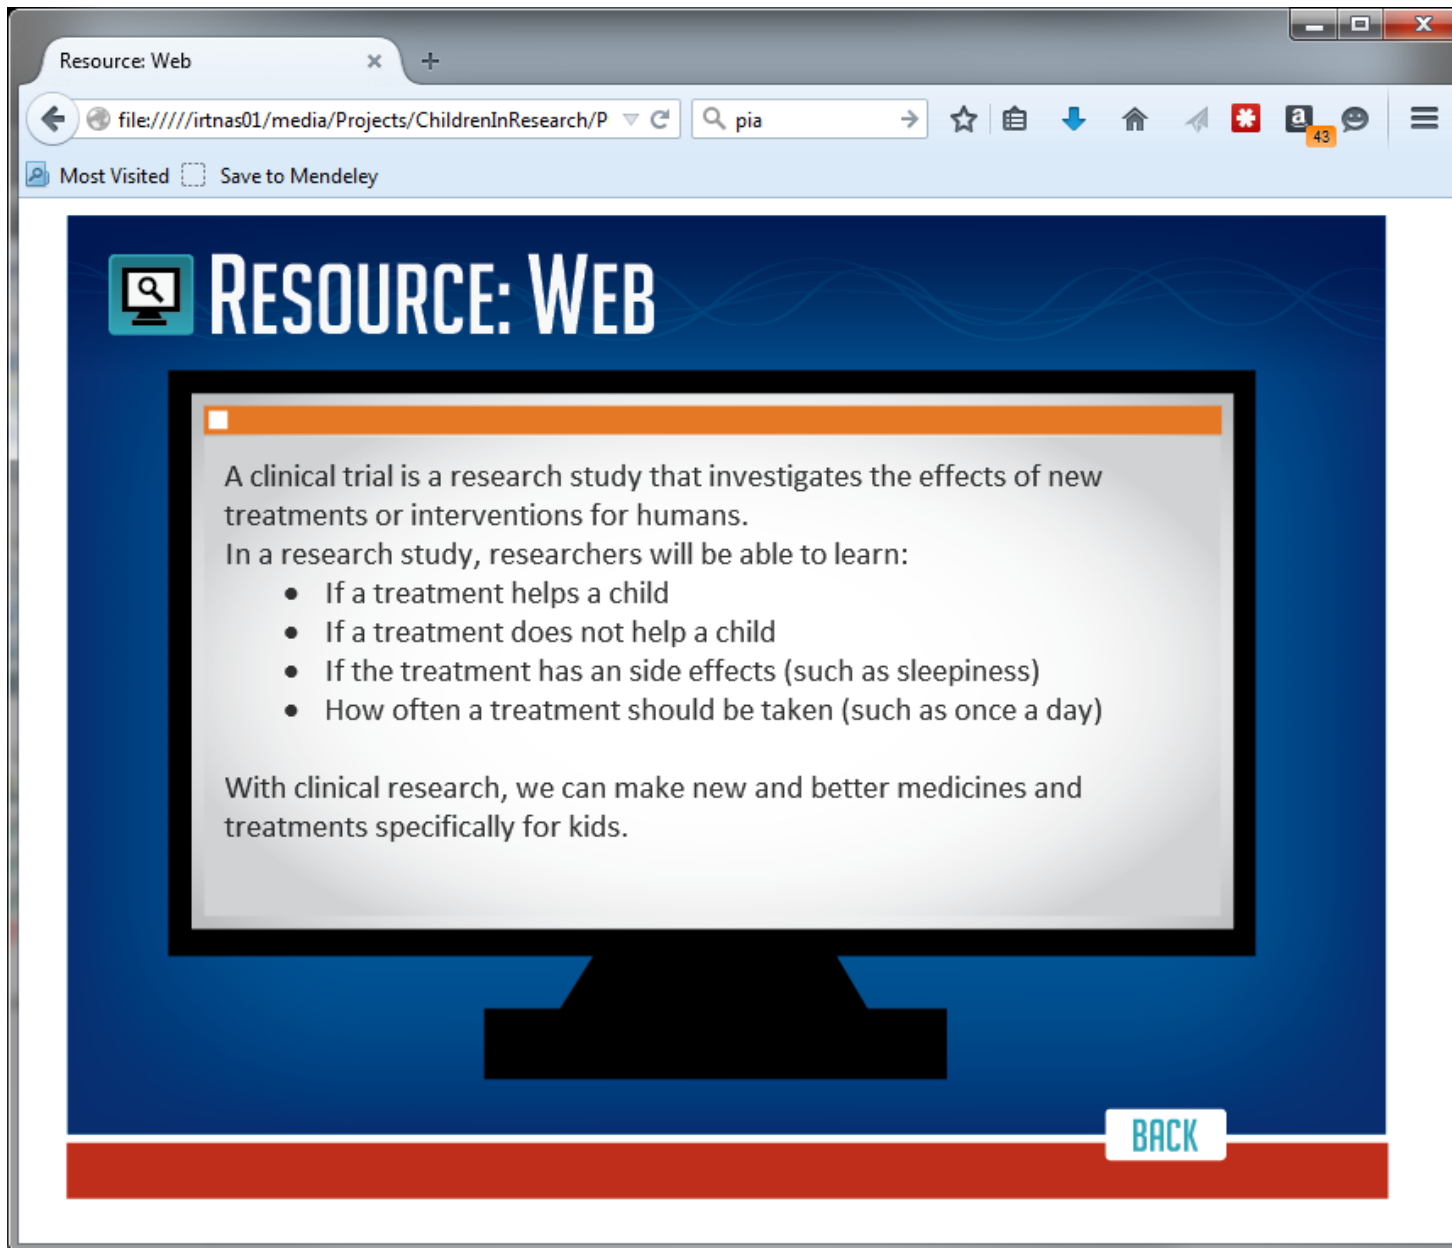 Resource: Web
file://///irtnas01/media/Projects/ChildrenInResearch/P
pia
43
Most Visited
Save to Mendeley
RESOURCE: WEB
A clinical trial is a research study that investigates the effects of new
treatments or interventions for humans.
In a research study, researchers will be able to learn:
● If a treatment helps a child
● If a treatment does not help a child
● If the treatment has an side effects (such as sleepiness)
● How often a treatment should be taken (such as once a day)
With clinical research, we can make new and better medicines and
treatments specifically for kids.
BACK